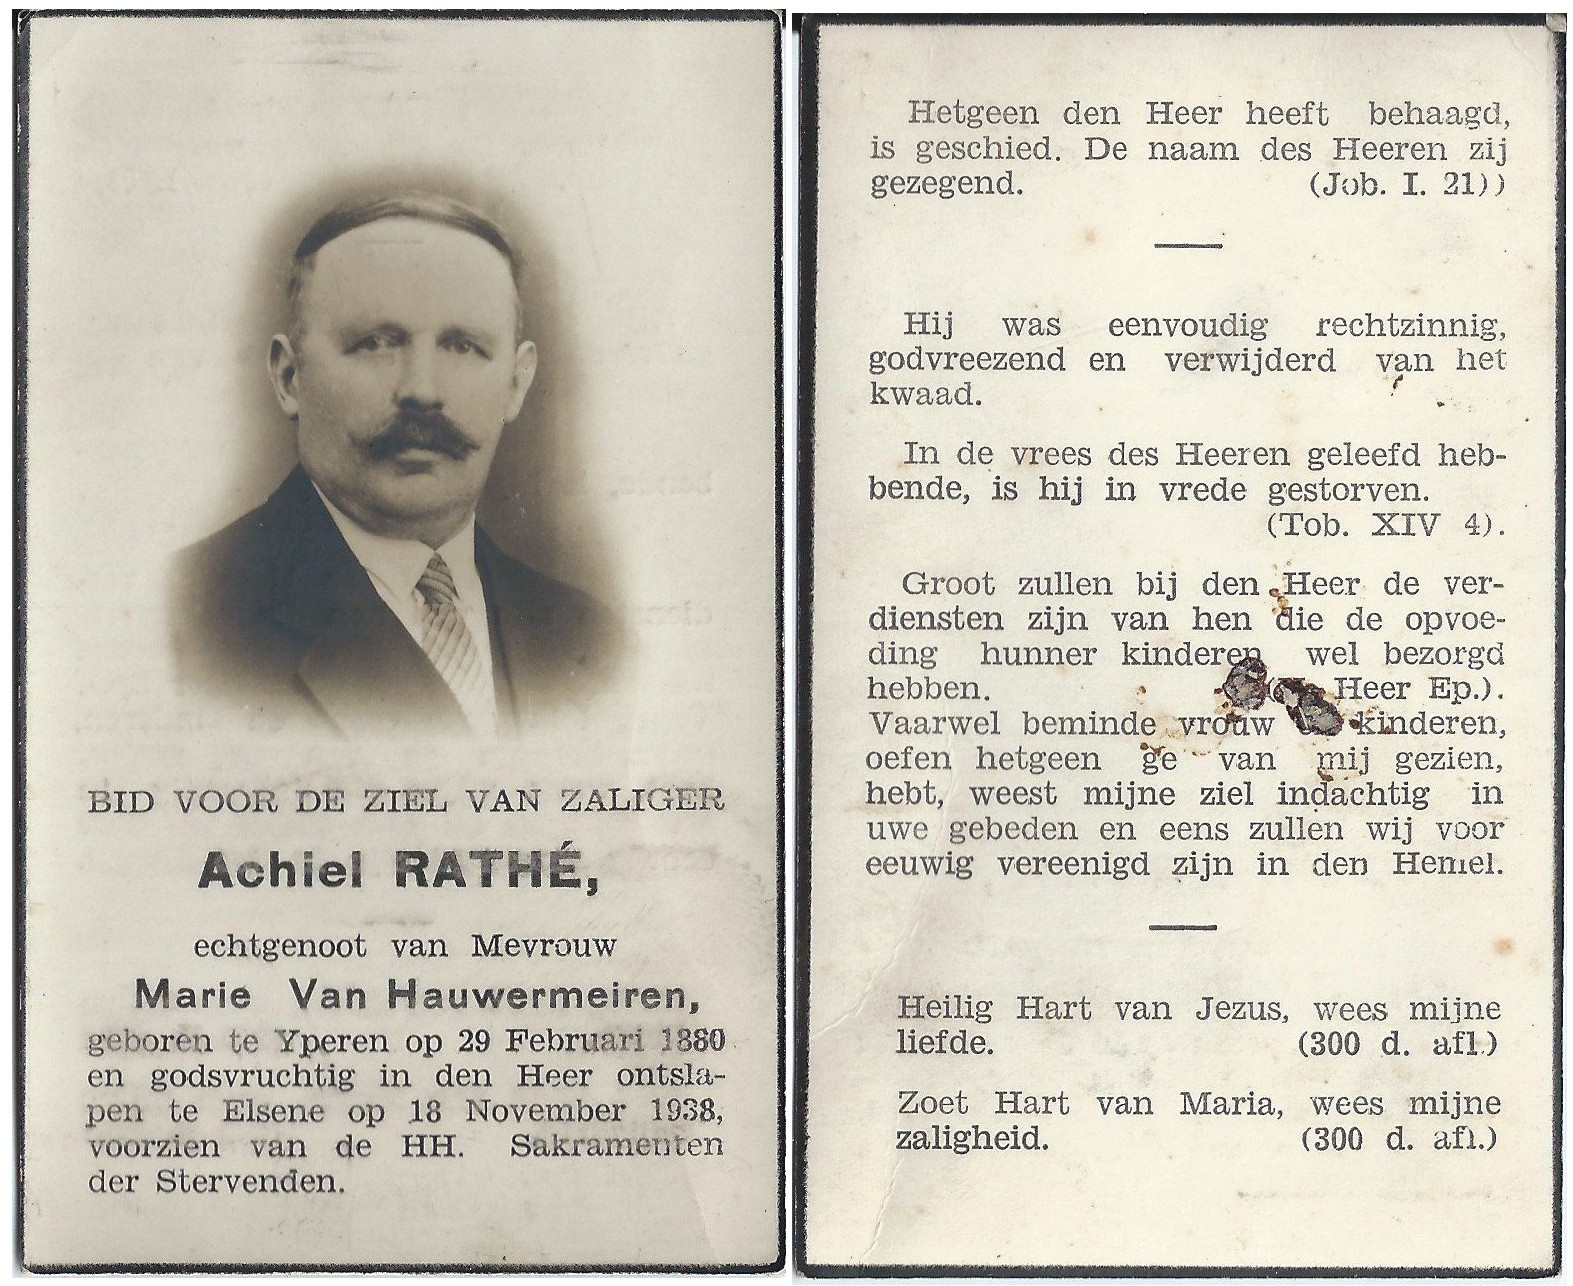 BID VOOR DE ZIEL VAN ZALIGER
Achiel RATHÉ,
echtgenoot van Mevrouw
Marie Van Hauwermeiren,
geboren te Yperen op 29 Februari 1880
en godsvruchtig in den Heer ontsla-
pen te Elsene op 18 November 1938,
voorzien van de HH. Sakramenten
der Stervenden.
Hetgeen den Heer heeft behaagd,
is geschied. De naam des Heeren zij
gezegend. (Job. I. 21))
Hij was eenvoudig rechtzinnig,
godvreezend en verwijderd van het
kwaad.
In de vrees des Heeren geleefd heb-
bende, is hij in vrede gestorven.
(Tob. XIV 4).
Groot zullen bij den Heer de ver-
diensten zijn van hen die de opvoe-
ding hunner kinderen wel bezorgd
hebben. Heer Ep.).
Vaarwel beminde vrouw kinderen,
oefen hetgeen ge van mij gezien,
hebt, weest mijne ziel indachtig in
uwe gebeden en eens zullen wij voor
eeuwig vereenigd zijn in den Hemel.
Heilig Hart van Jezus, wees mijne
liefde. (300 d. afl.)
Zoet Hart van Maria, wees mijne
zaligheid. (300 d. afl.)